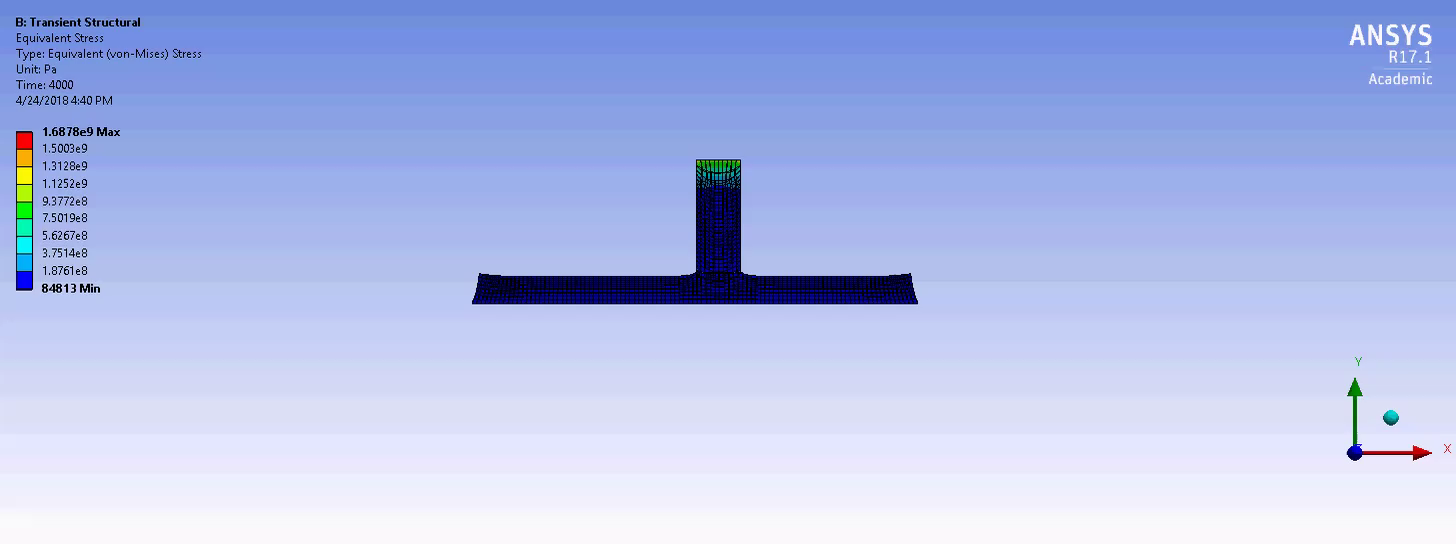 B: Transient Structural
Equivalent Stress
Type: Equivalent (von-Mises) Stress
Unit: Pa
Time: 4000
4/24/2018 4:40 PM
1.6878e9 Max
1.5003e9
1.3128e9
1.1252e9
9.3772e8
7.5019e8
5.6267e8
3.7514e8
1.8761e8
84813 Min
ANSYS
R17.1
Academic
Y
X